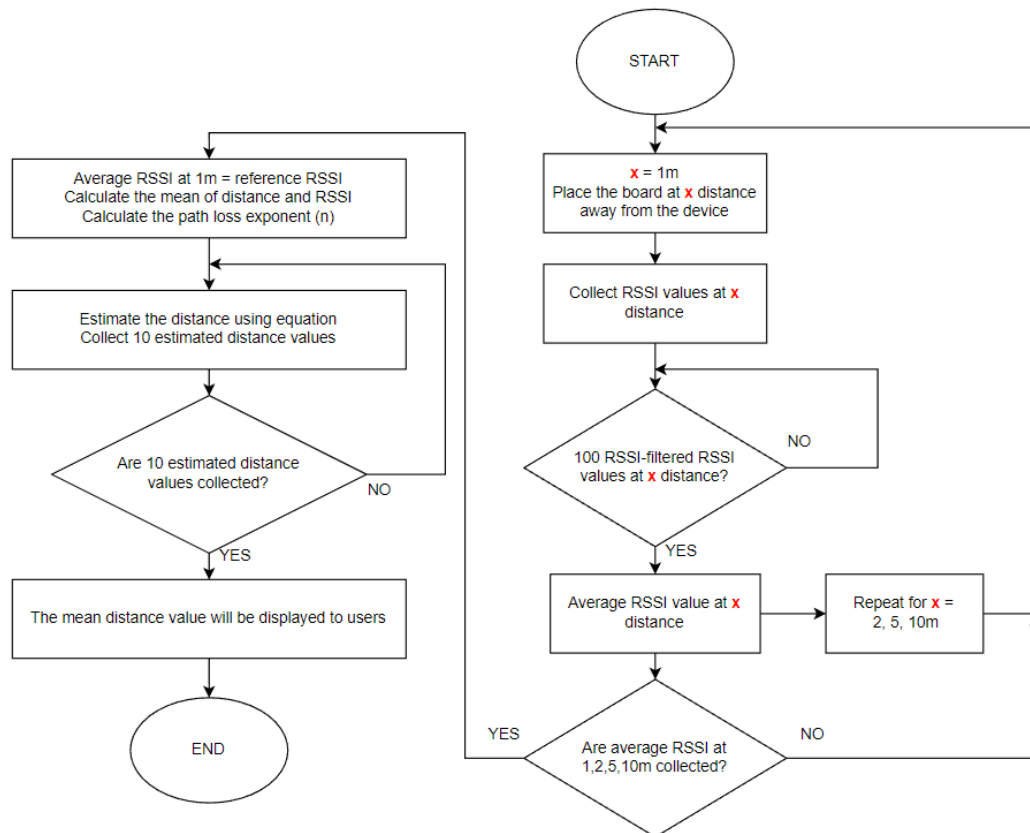 START
x = 1m
Place the board at x distance
away from the device
Collect RSSI values at x
distance
100 RSSI-filtered RSSI
values at x distance?
NO
YES
Average RSSI value at x
distance
Repeat for x =
2, 5, 10m
Are average RSSI at
1,2,5,10m collected?
NO
YES
Average RSSI at 1m = reference RSSI
Calculate the mean of distance and RSSI
Calculate the path loss exponent (n)
Estimate the distance using equation
Collect 10 estimated distance values
Are 10 estimated distance
values collected?
NO
YES
The mean distance value will be displayed to users
END